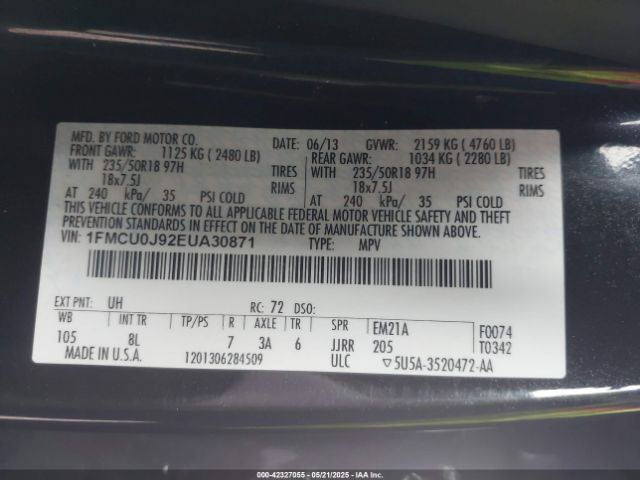 MFD. BY FORD MOTOR CO.
DATE: 06/13 GVWR: 2159 KG ( 4760 LB)
FRONT GAWR: 1125 KG ( 2480 LB) REAR GAWR: 1034 KG ( 2280 LB)
WITH 235/50R18 97H TIRES WITH 235/50R18 97H TIRES
18x7.5J RIMS 18x7.5J RIMS
AT 240 kPa/ 35 PSI COLD AT 240 kPa/ 35 PSI COLD
THIS VEHICLE CONFORMS TO ALL APPLICABLE FEDERAL MOTOR VEHICLE SAFETY AND THEFT
PREVENTION STANDARDS IN EFFECT ON THE DATE OF MANUFACTURE SHOWN ABOVE.
VIN: 1FMCU0J92EUA30871 TYPE: MPV
EXT PNT: UH RC: 72 DSO:
WB INT TR TP/PS R AXLE TR SPR EM21A F0074
105 8L 7 3A 6 JJRR 205 T0342
MADE IN U.S.A. 1201306284509 ULC ▽5U5A-3520472-AA
000-42327055 - 05/21/2025 - IAAI, Inc.